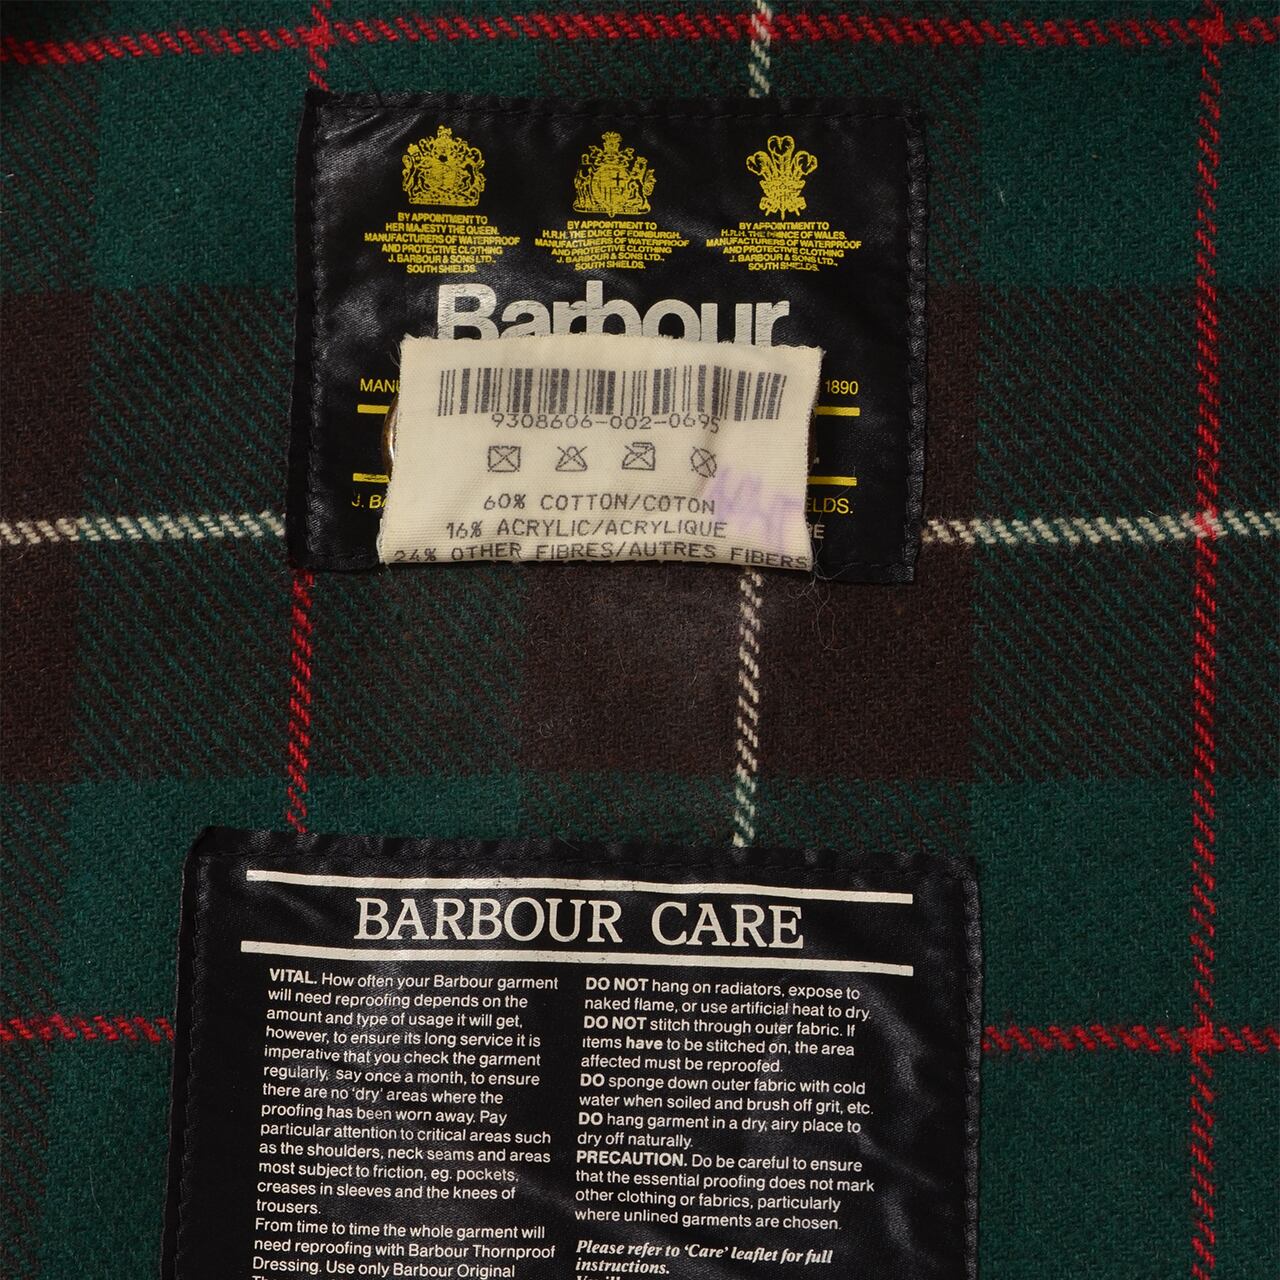 BY APPOINTMENT TO
HER MAJESTY THE QUEEN.
MANUFACTURERS OF WATERPROOF
AND PROTECTIVE CLOTHING
J. BARBOUR & SONS LTD.,
SOUTH SHIELDS.
BY APPOINTMENT TO
H.R.H. THE DUKE OF EDINBURGH.
MANUFACTURERS OF WATERPROOF
AND PROTECTIVE CLOTHING
J. BARBOUR & SONS LTD.,
SOUTH SHIELDS.
BY APPOINTMENT TO
H.R.H. THE PRINCE OF WALES.
MANUFACTURERS OF WATERPROOF
AND PROTECTIVE CLOTHING
J. BARBOUR & SONS LTD.,
SOUTH SHIELDS.
Barbour
1890
9308606-002-0695
60% COTTON/COTON
16% ACRYLIC/ACRYLIQUE
24% OTHER FIBRES/AUTRES FIBERS
BARBOUR CARE
VITAL. How often your Barbour garment
will need reproofing depends on the
amount and type of usage it will get,
however, to ensure its long service it is
imperative that you check the garment
regularly, say once a month, to ensure
there are no 'dry' areas where the
proofing has been worn away. Pay
particular attention to critical areas such
as the shoulders, neck seams and areas
most subject to friction, eg. pockets,
creases in sleeves and the knees of
trousers.
From time to time the whole garment will
need reproofing with Barbour Thornproof
Dressing. Use only Barbour Original
DO NOT hang on radiators, expose to
naked flame, or use artificial heat to dry.
DO NOT stitch through outer fabric. If
items have to be stitched on, the area
affected must be reproofed.
DO sponge down outer fabric with cold
water when soiled and brush off grit, etc.
DO hang garment in a dry, airy place to
dry off naturally.
PRECAUTION. Do be careful to ensure
that the essential proofing does not mark
other clothing or fabrics, particularly
where unlined garments are chosen.
Please refer to 'Care' leaflet for full
instructions.